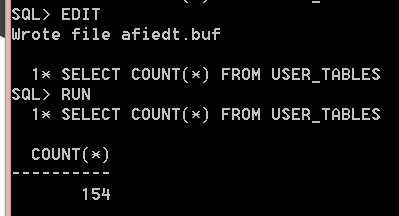 SQL> EDIT
Wrote file afiedt.buf
1* SELECT COUNT(*) FROM USER_TABLES
SQL> RUN
1* SELECT COUNT(*) FROM USER_TABLES
COUNT(*)
----------
154